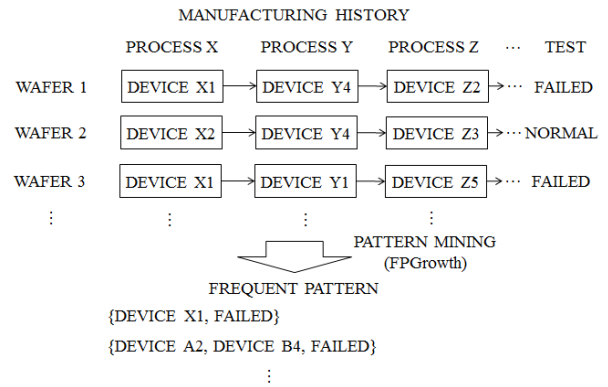 MANUFACTURING HISTORY
PROCESS X PROCESS Y PROCESS Z ⋯ TEST
WAFER 1 DEVICE X1 DEVICE Y4 DEVICE Z2 ⋯ FAILED
WAFER 2 DEVICE X2 DEVICE Y4 DEVICE Z3 ⋯ NORMAL
WAFER 3 DEVICE X1 DEVICE Y1 DEVICE Z5 ⋯ FAILED
⋮ ⋮ ⋮ ⋮
PATTERN MINING
(FPGrowth)
FREQUENT PATTERN
{DEVICE X1, FAILED}
{DEVICE A2, DEVICE B4, FAILED}
⋮